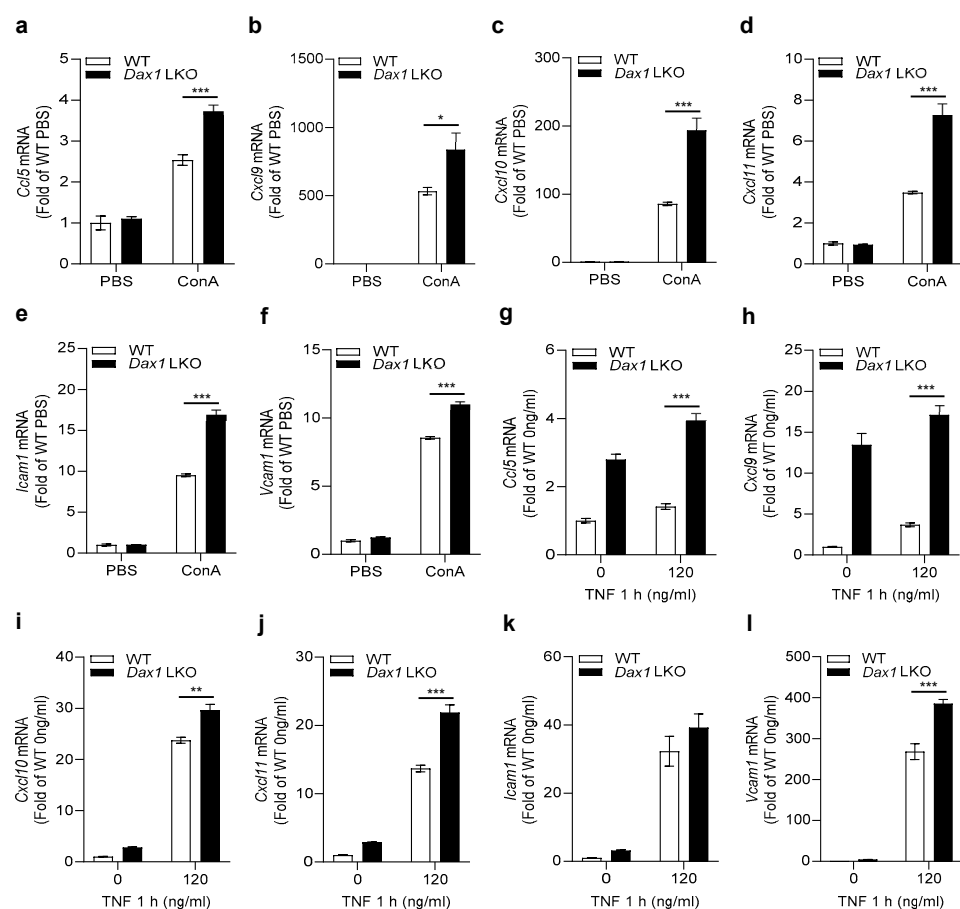 a
WT
Dax1 LKO
Ccl5 mRNA
(Fold of WT PBS)
5
4
3
2
1
0
***
PBS
ConA
b
WT
Dax1 LKO
Cxcl9 mRNA
(Fold of WT PBS)
1500
1000
500
0
*
PBS
ConA
c
WT
Dax1 LKO
Cxcl10 mRNA
(Fold of WT PBS)
300
200
100
0
***
PBS
ConA
d
WT
Dax1 LKO
Cxcl11 mRNA
(Fold of WT PBS)
10
8
6
4
2
0
***
PBS
ConA
e
WT
Dax1 LKO
Icam1 mRNA
(Fold of WT PBS)
25
20
15
10
5
0
***
PBS
ConA
f
WT
Dax1 LKO
Vcam1 mRNA
(Fold of WT PBS)
15
10
5
0
***
PBS
ConA
g
WT
Dax1 LKO
Ccl5 mRNA
(Fold of WT 0ng/ml)
6
4
2
0
***
0
120
TNF 1 h (ng/ml)
h
WT
Dax1 LKO
Cxcl9 mRNA
(Fold of WT 0ng/ml)
25
20
15
10
5
0
***
0
120
TNF 1 h (ng/ml)
i
WT
Dax1 LKO
Cxcl10 mRNA
(Fold of WT 0ng/ml)
40
30
20
10
0
**
0
120
TNF 1 h (ng/ml)
j
WT
Dax1 LKO
Cxcl11 mRNA
(Fold of WT 0ng/ml)
30
20
10
0
***
0
120
TNF 1 h (ng/ml)
k
WT
Dax1 LKO
Icam1 mRNA
(Fold of WT 0ng/ml)
60
40
20
0
0
120
TNF 1 h (ng/ml)
l
WT
Dax1 LKO
Vcam1 mRNA
(Fold of WT 0ng/ml)
500
400
300
200
100
0
***
0
120
TNF 1 h (ng/ml)